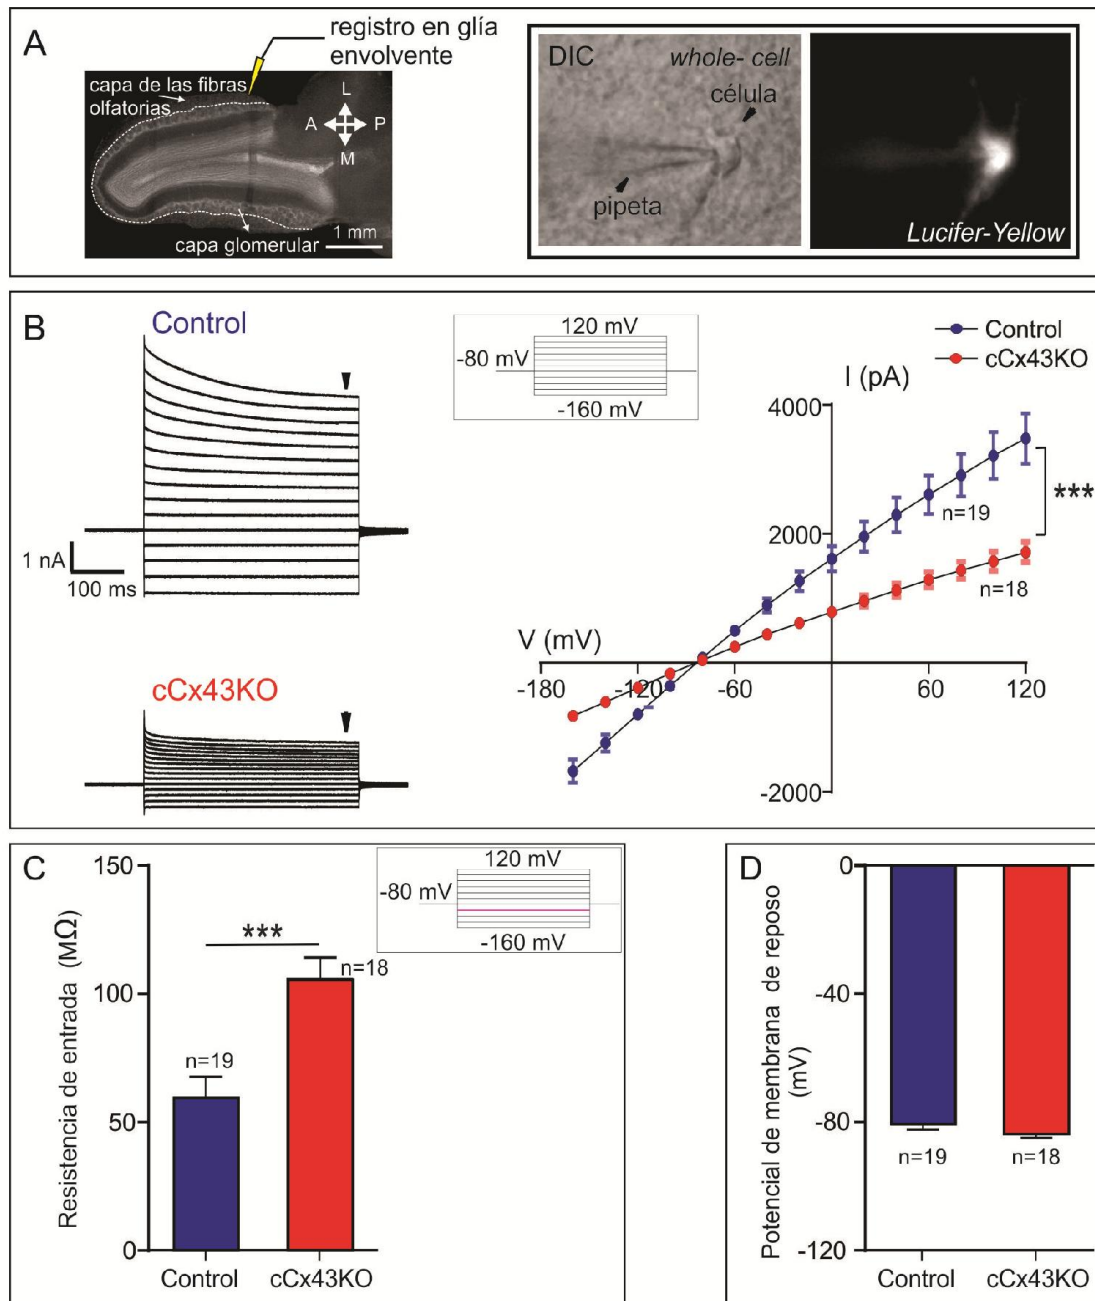 A
registro en glía
envolvente
capa de las fibras
olfatorias
L
A
P
M
1 mm
capa glomerular
DIC
whole- cell
célula
pipeta
Lucifer-Yellow
B
Control
1 nA
100 ms
cCx43KO
120 mV
-80 mV
-160 mV
Control
cCx43KO
I (pA)
4000
2000
-2000
V (mV)
-180
-120
-60
60
120
n=19
n=18
***
C
Resistencia de entrada (MΩ)
150
100
50
0
***
n=19
n=18
Control
cCx43KO
120 mV
-80 mV
-160 mV
D
Potencial de membrana de reposo
(mV)
0
-40
-80
-120
n=19
n=18
Control
cCx43KO